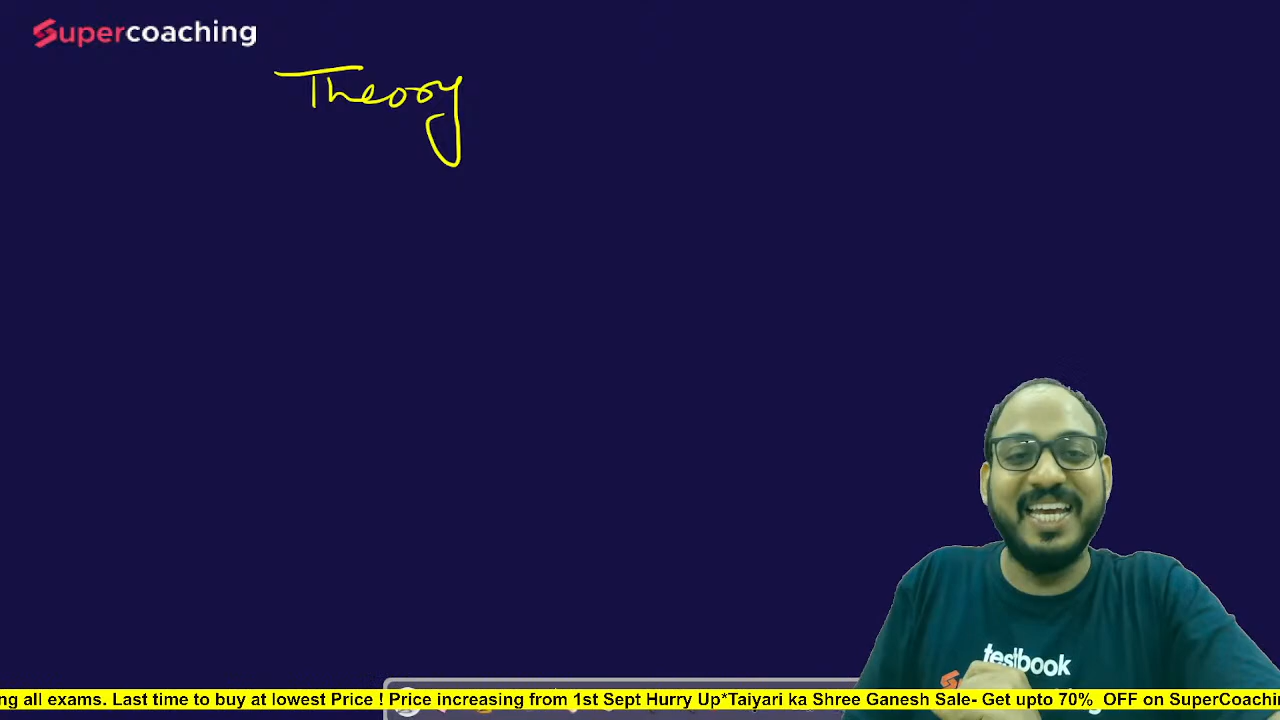 Supercoaching
Theory
testbook
ng all exams. Last time to buy at lowest Price ! Price increasing from 1st Sept Hurry Up*Taiyari ka Shree Ganesh Sale- Get upto 70% OFF on SuperCoachi